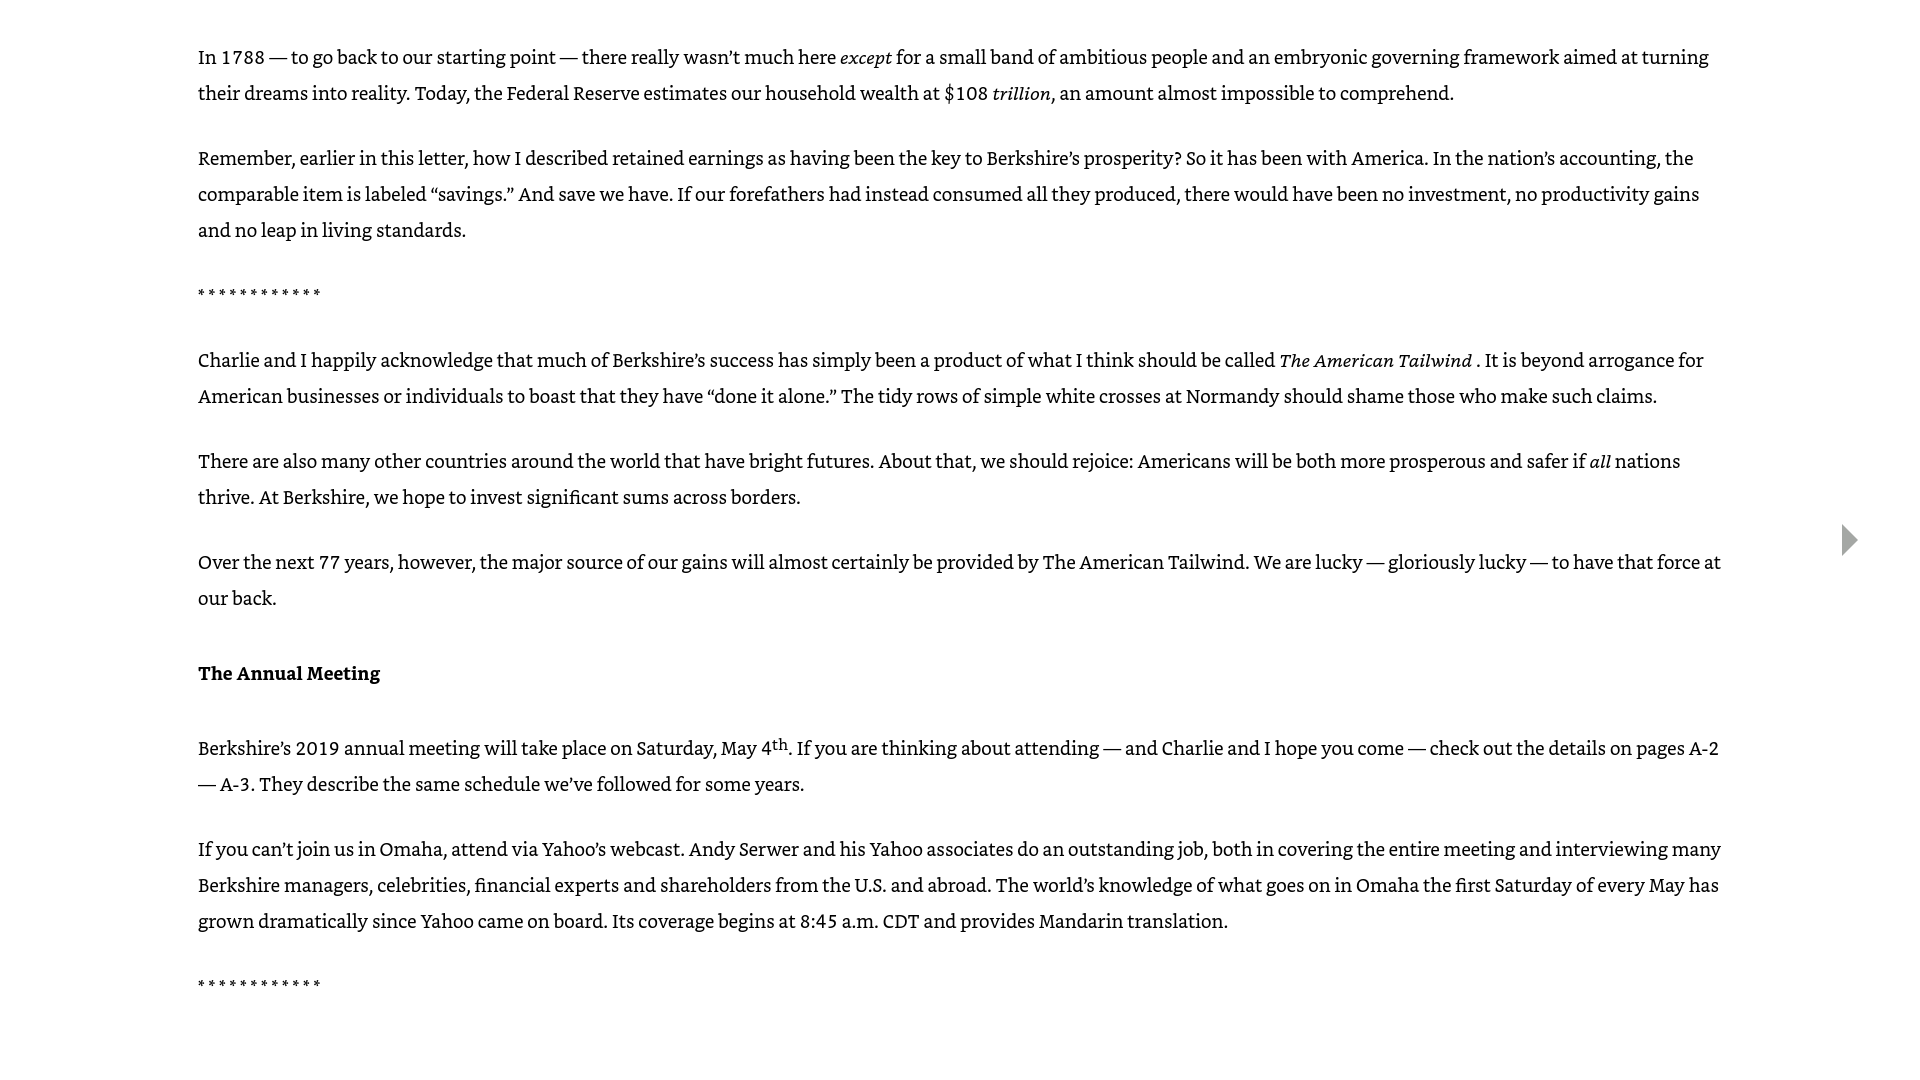 In 1788 — to go back to our starting point — there really wasn’t much here except for a small band of ambitious people and an embryonic governing framework aimed at turning
their dreams into reality. Today, the Federal Reserve estimates our household wealth at $108 trillion, an amount almost impossible to comprehend.
Remember, earlier in this letter, how I described retained earnings as having been the key to Berkshire’s prosperity? So it has been with America. In the nation’s accounting, the
comparable item is labeled “savings.” And save we have. If our forefathers had instead consumed all they produced, there would have been no investment, no productivity gains
and no leap in living standards.
* * * * * * * * * * * *
Charlie and I happily acknowledge that much of Berkshire’s success has simply been a product of what I think should be called The American Tailwind . It is beyond arrogance for
American businesses or individuals to boast that they have “done it alone.” The tidy rows of simple white crosses at Normandy should shame those who make such claims.
There are also many other countries around the world that have bright futures. About that, we should rejoice: Americans will be both more prosperous and safer if all nations
thrive. At Berkshire, we hope to invest significant sums across borders.
Over the next 77 years, however, the major source of our gains will almost certainly be provided by The American Tailwind. We are lucky — gloriously lucky — to have that force at
our back.
The Annual Meeting
Berkshire’s 2019 annual meeting will take place on Saturday, May 4th. If you are thinking about attending — and Charlie and I hope you come — check out the details on pages A-2
— A-3. They describe the same schedule we’ve followed for some years.
If you can’t join us in Omaha, attend via Yahoo’s webcast. Andy Serwer and his Yahoo associates do an outstanding job, both in covering the entire meeting and interviewing many
Berkshire managers, celebrities, financial experts and shareholders from the U.S. and abroad. The world’s knowledge of what goes on in Omaha the first Saturday of every May has
grown dramatically since Yahoo came on board. Its coverage begins at 8:45 a.m. CDT and provides Mandarin translation.
* * * * * * * * * * * *